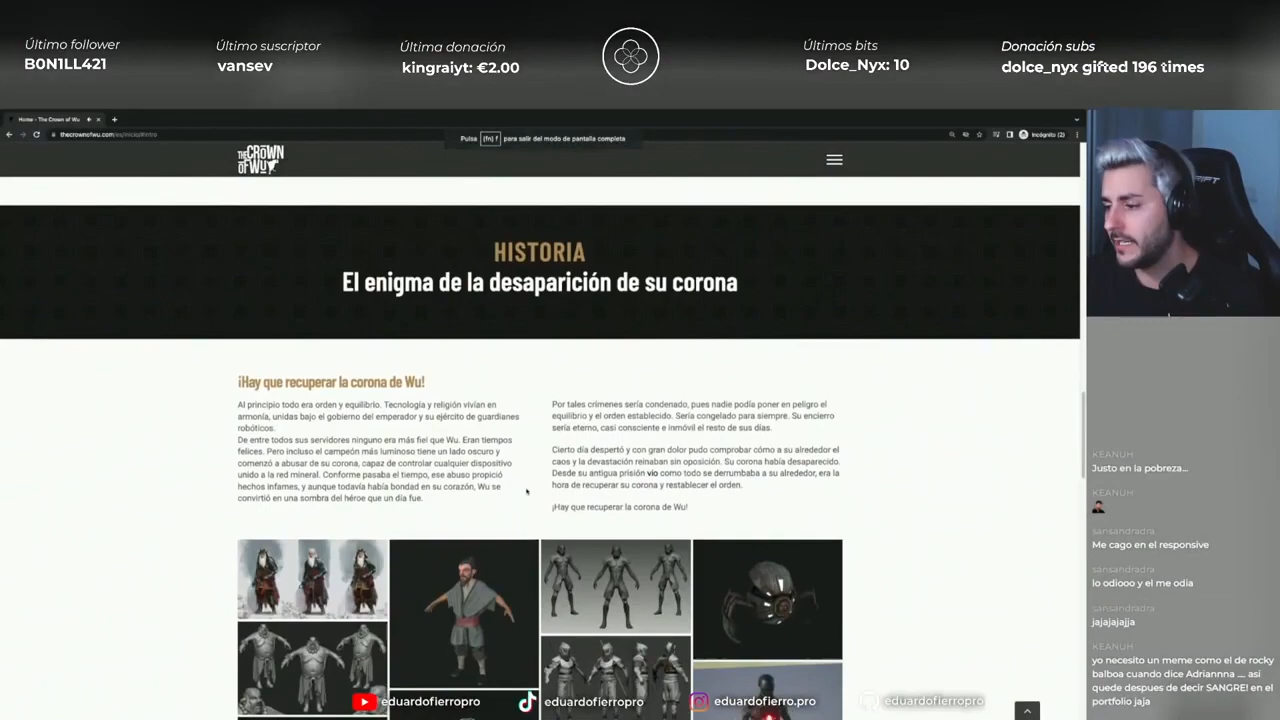 Último follower
B0N1LL421
Último suscriptor
vansev
Última donación
kingraiyt: €2.00
Últimos bits
Dolce_Nyx: 10
Donación subs
dolce_nyx gifted 196 times
Home - The Crown of Wu
thecrownofwu.com/es/inicio/#intro
Incógnito (2)
Pulsa (fn) f para salir del modo de pantalla completa
THE CROWN
OF WU
HISTORIA
El enigma de la desaparición de su corona
¡Hay que recuperar la corona de Wu!
Al principio todo era orden y equilibrio. Tecnología y religión vivían en
armonía, unidas bajo el gobierno del emperador y su ejército de guardianes
robóticos.
De entre todos sus servidores ninguno era más fiel que Wu. Eran tiempos
felices. Pero incluso el campeón más luminoso tiene un lado oscuro y
comenzó a abusar de su corona, capaz de controlar cualquier dispositivo
unido a la red mineral. Conforme pasaba el tiempo, ese abuso propició
hechos infames, y aunque todavía había bondad en su corazón, Wu se
convirtió en una sombra del héroe que un día fue.
Por tales crímenes sería condenado, pues nadie podía poner en peligro el
equilibrio y el orden establecido. Sería congelado para siempre. Su encierro
sería eterno, casi consciente e inmóvil el resto de sus días.
Cierto día despertó y con gran dolor pudo comprobar cómo a su alrededor el
caos y la devastación reinaban sin oposición. Su corona había desaparecido.
Desde su antigua prisión vio como todo se derrumbaba a su alrededor, era la
hora de recuperar su corona y restablecer el orden.
¡Hay que recuperar la corona de Wu!
KEANUH
Justo en la pobreza...
KEANUH
sansandradra
Me cago en el responsive
sansandradra
lo odiooo y el me odia
sansandradra
jajajajajja
KEANUH
yo necesito un meme como el de rocky
balboa cuando dice Adriannna .... asi
quede despues de decir SANGRE! en el
portfolio jaja
eduardofierropro
eduardofierropro
eduardofierro.pro
eduardofierropro